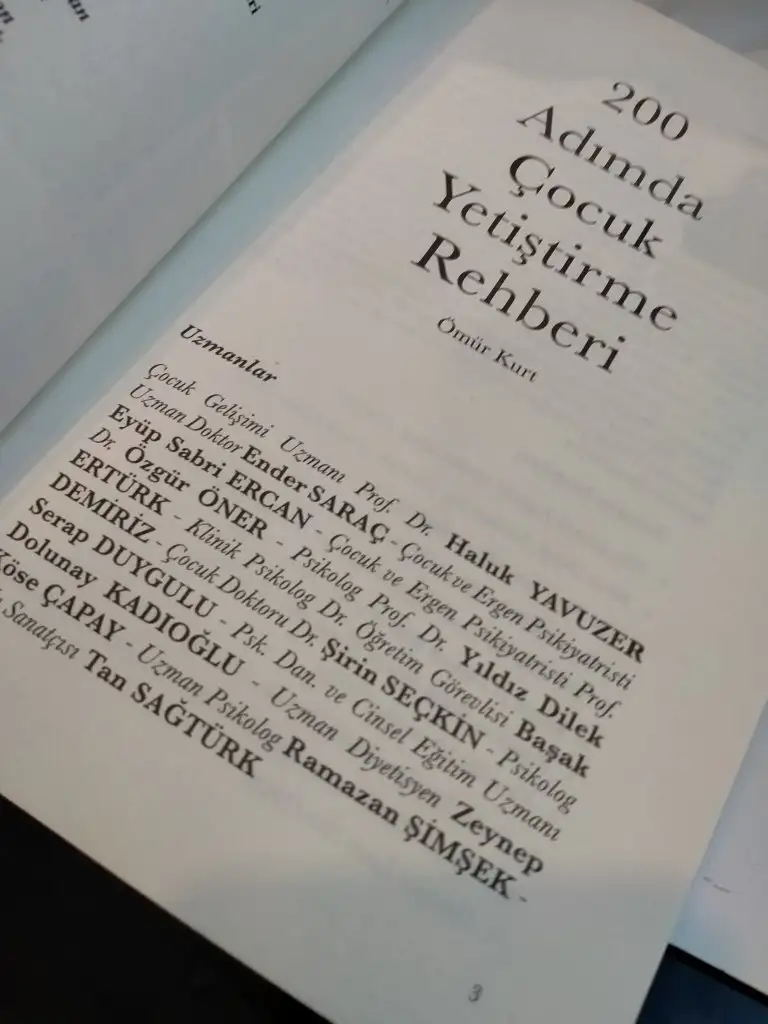 200
Adımda
Çocuk
Yetiştirme
Rehberi
Ömür Kurt
Uzmanlar
Çocuk Gelişimi Uzmanı Prof. Dr. Haluk YAVUZER
Uzman Doktor Ender SARAÇ - Çocuk ve Ergen Psikiyatristi
Eyüp Sabri ERCAN - Çocuk ve Ergen Psikiyatristi Prof.
Dr. Özgür ÖNER - Psikolog Prof. Dr. Yıldız Dilek
ERTÜRK - Klinik Psikolog Dr. Öğretim Görevlisi Başak
DEMİRİZ - Çocuk Doktoru Dr. Şirin SEÇKİN - Psikolog
Serap DUYGULU - Psk. Dan. ve Cinsel Eğitim Uzmanı
Dolunay KADIOĞLU - Uzman Diyetisyen Zeynep
Köse ÇAPAY - Uzman Psikolog Ramazan ŞİMŞEK -
Sanatçısı Tan SAĞTÜRK
3